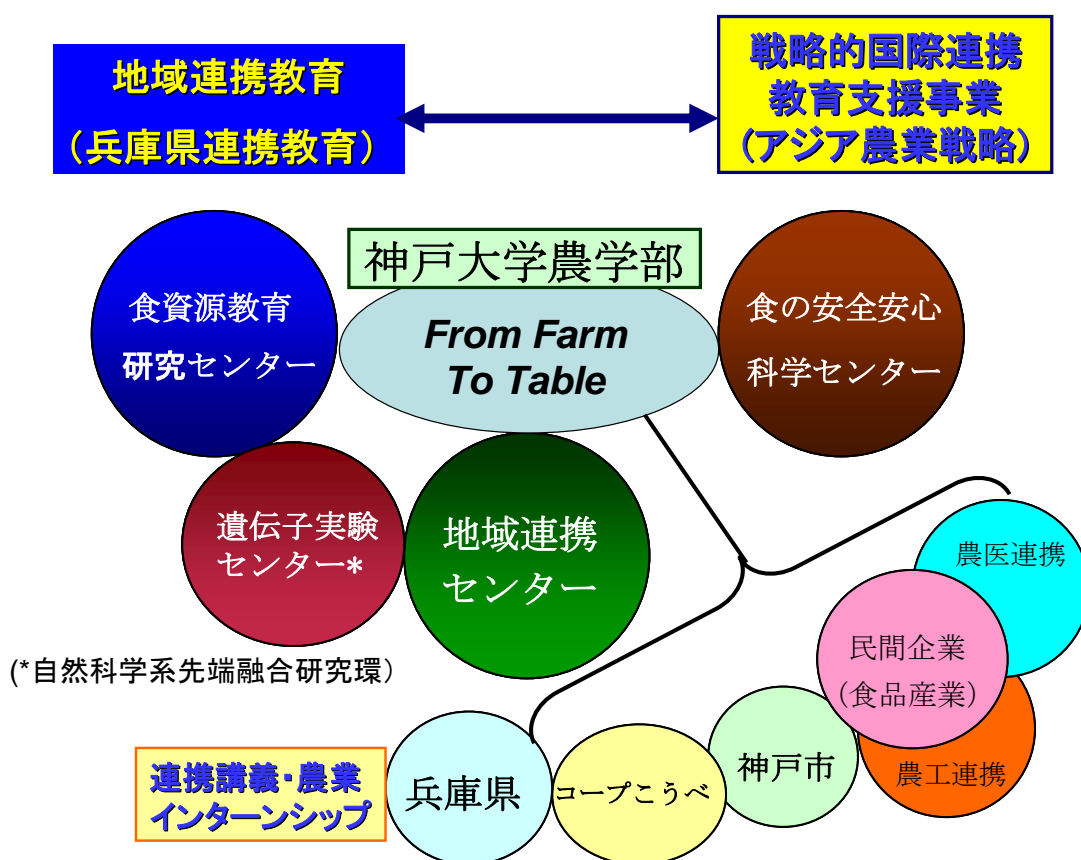 地域連携教育
（兵庫県連携教育）
戦略的国際連携
教育支援事業
(アジア農業戦略)
神戸大学農学部
From Farm
To Table
食資源教育
研究センター
食の安全安心
科学センター
遺伝子実験
センター*
地域連携
センター
(*自然科学系先端融合研究環）
農医連携
民間企業
（食品産業）
農工連携
神戸市
コープこうべ
兵庫県
連携講義・農業
インターンシップ